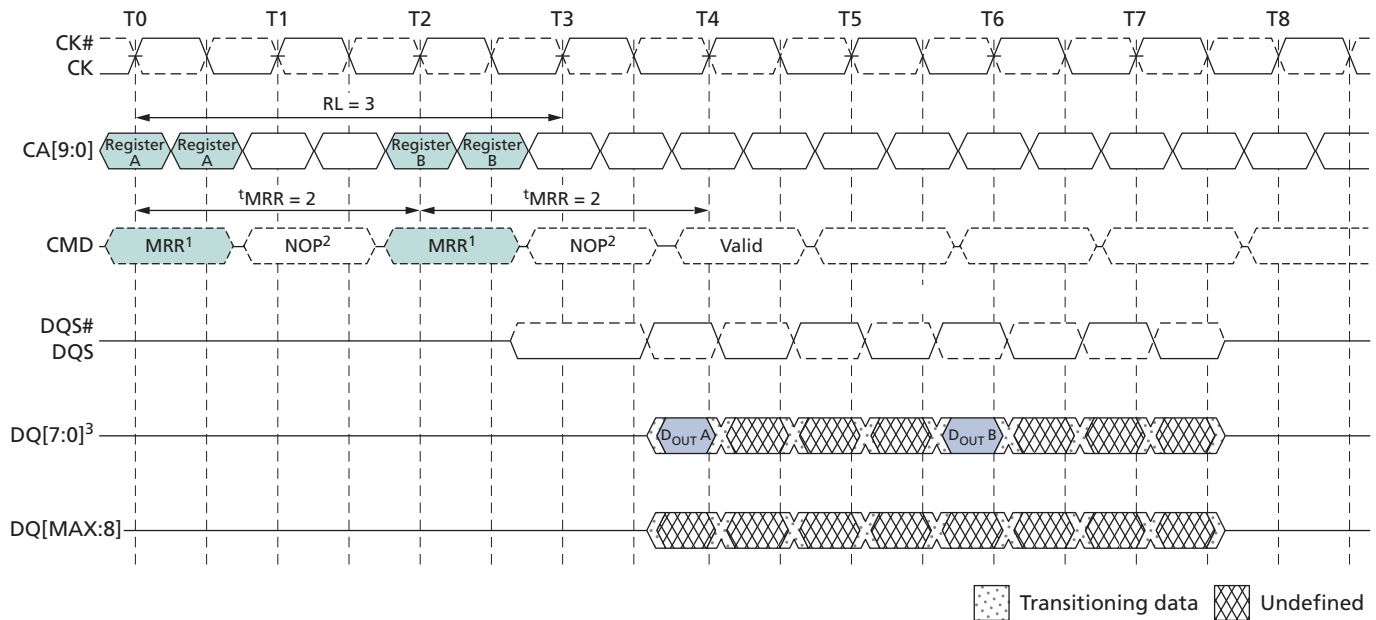 T0 T1 T2 T3 T4 T5 T6 T7 T8
CK#
CK
RL = 3
CA[9:0] Register A Register A Register B Register B
tMRR = 2 tMRR = 2
CMD MRR1 NOP2 MRR1 NOP2 Valid
DQS#
DQS
DQ[7:0]3 DOUT A DOUT B
DQ[MAX:8]
Transitioning data Undefined